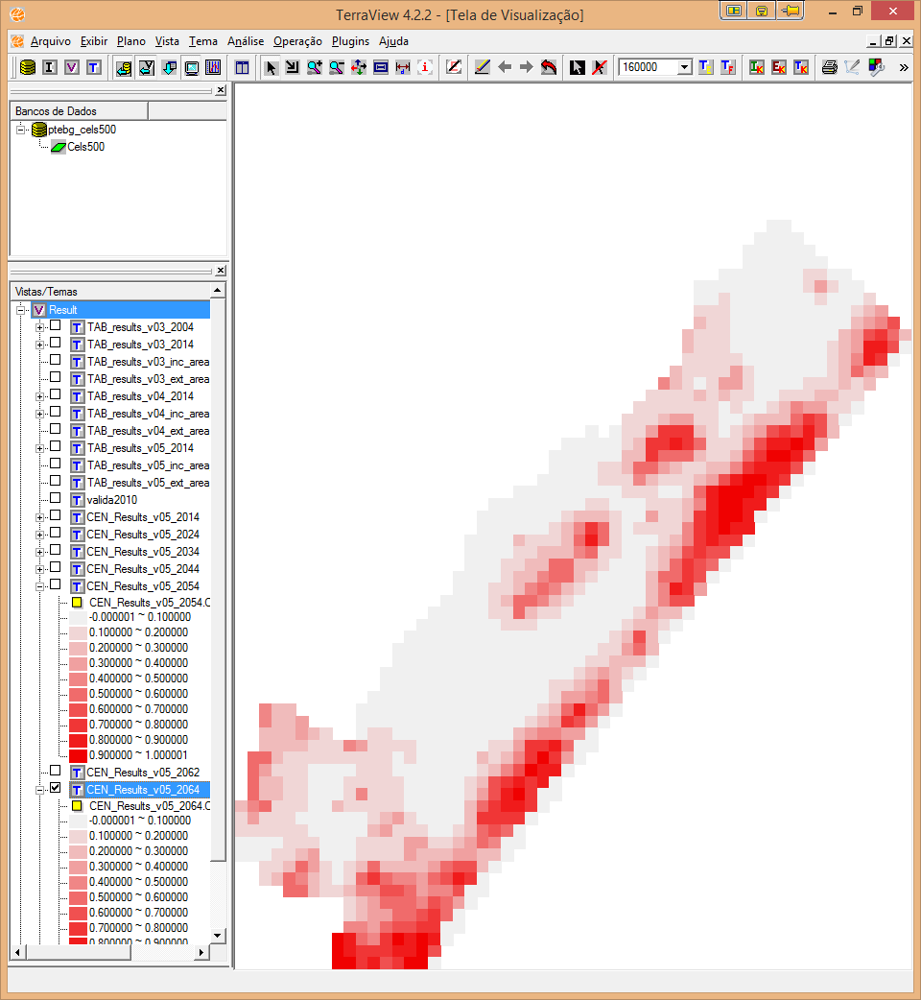 TerraView 4.2.2 - [Tela de Visualização]
Arquivo Exibir Plano Vista Tema Análise Operação Plugins Ajuda
160000
Bancos de Dados
ptebg_cels500
Cels500
Vistas/Temas
Result
TAB_results_v03_2004
TAB_results_v03_2014
TAB_results_v03_inc_area
TAB_results_v03_ext_area
TAB_results_v04_2014
TAB_results_v04_inc_area
TAB_results_v04_ext_area
TAB_results_v05_2014
TAB_results_v05_inc_area
TAB_results_v05_ext_area
valida2010
CEN_Results_v05_2014
CEN_Results_v05_2024
CEN_Results_v05_2034
CEN_Results_v05_2044
CEN_Results_v05_2054
CEN_Results_v05_2054.C
-0.000001 ~ 0.100000
0.100000 ~ 0.200000
0.200000 ~ 0.300000
0.300000 ~ 0.400000
0.400000 ~ 0.500000
0.500000 ~ 0.600000
0.600000 ~ 0.700000
0.700000 ~ 0.800000
0.800000 ~ 0.900000
0.900000 ~ 1.000001
CEN_Results_v05_2062
CEN_Results_v05_2064
CEN_Results_v05_2064.C
-0.000001 ~ 0.100000
0.100000 ~ 0.200000
0.200000 ~ 0.300000
0.300000 ~ 0.400000
0.400000 ~ 0.500000
0.500000 ~ 0.600000
0.600000 ~ 0.700000
0.700000 ~ 0.800000
0.800000 ~ 0.900000